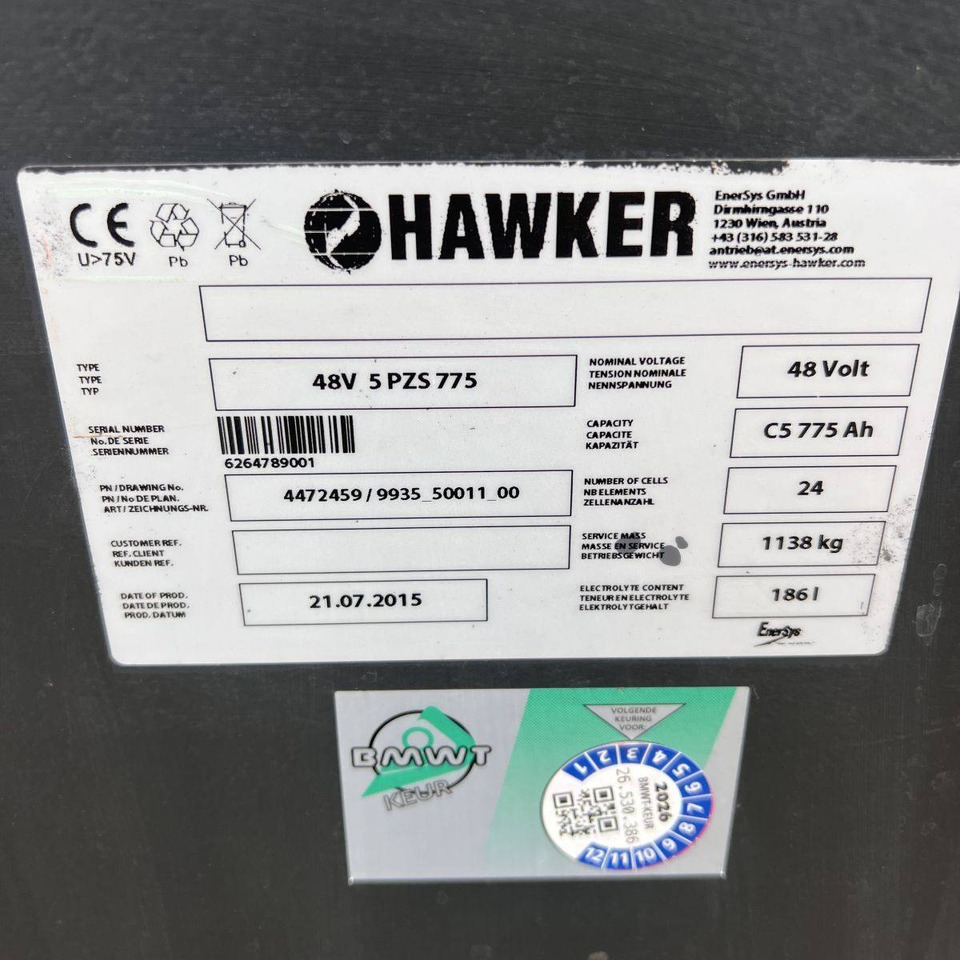 CE
U>75V
Pb
Pb
HAWKER
EnerSys GmbH
Dirmhirngasse 110
1230 Wien, Austria
+43 (316) 583 531-28
antrieb@at.enersys.com
www.enersys-hawker.com
TYPE
TYPE
TYP
48V 5 PZS 775
NOMINAL VOLTAGE
TENSION NOMINALE
NENNSPANNUNG
48 Volt
SERIAL NUMBER
No. DE SERIE
SERIENNUMMER
6264789001
CAPACITY
CAPACITE
KAPAZITÄT
C5 775 Ah
PN / DRAWING No.
PN / No DE PLAN.
ART / ZEICHNUNGS-NR.
4472459 / 9935_50011_00
NUMBER OF CELLS
NB ELEMENTS
ZELLENANZAHL
24
CUSTOMER REF.
REF. CLIENT
KUNDEN REF.
SERVICE MASS
MASSE EN SERVICE
BETRIEBSGEWICHT
1138 kg
DATE OF PROD.
DATE DE PROD.
PROD. DATUM
21.07.2015
ELECTROLYTE CONTENT
TENEUR EN ELECTROLYTE
ELEKTROLYTGEHALT
186 l
EnerSys
BMWT
KEUR
VOLGENDE
KEURING
VOOR:
1 2 3 4 5 6 7 8 9 10 11 12
2026
BMWT-KEUR
26.530.386